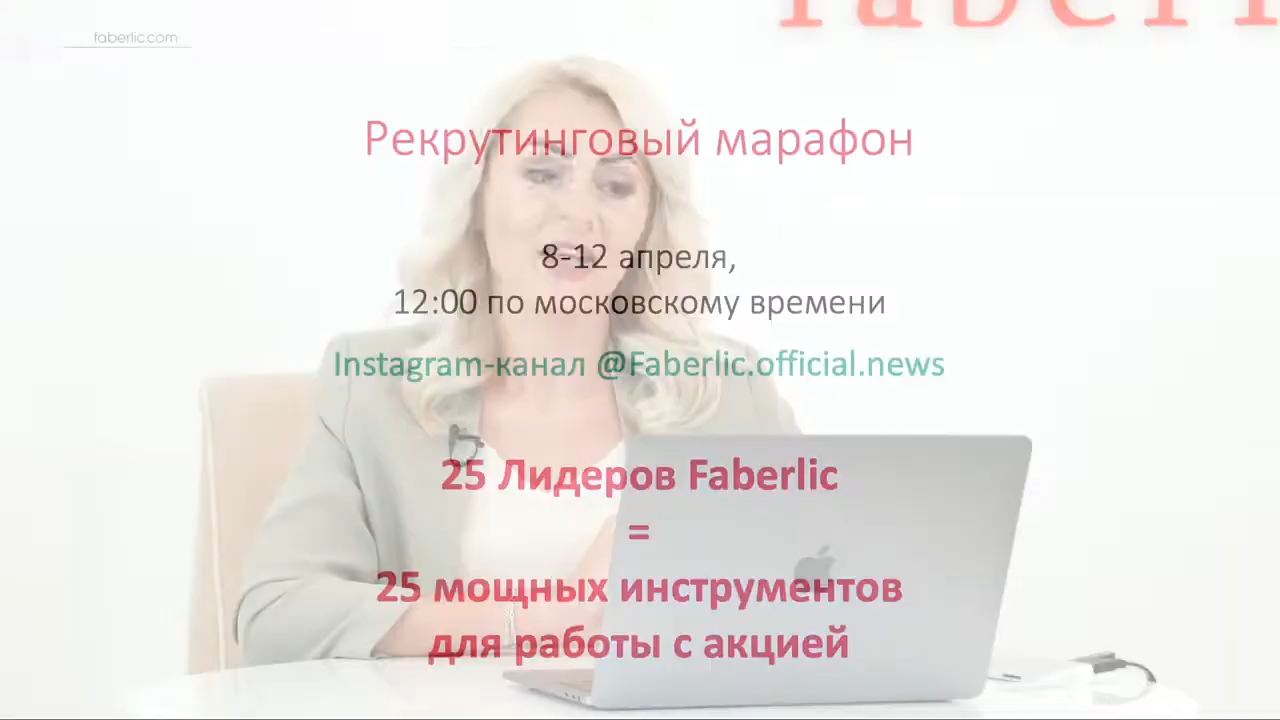 faberlic.com
faberl
Рекрутинговый марафон
8-12 апреля,
12:00 по московскому времени
Instagram-канал @Faberlic.official.news
25 Лидеров Faberlic
=
25 мощных инструментов
для работы с акцией